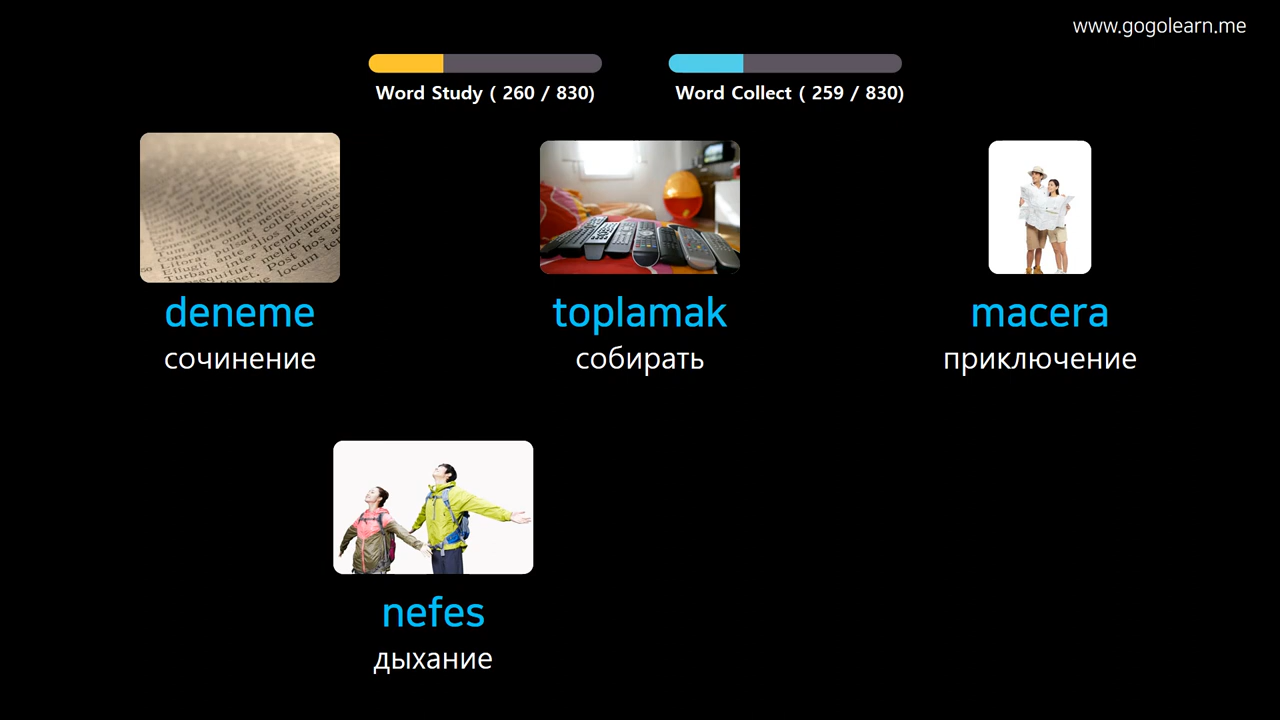 www.gogolearn.me
Word Study ( 260 / 830)
Word Collect ( 259 / 830)
deneme
сочинение
toplamak
собирать
macera
приключение
nefes
дыхание